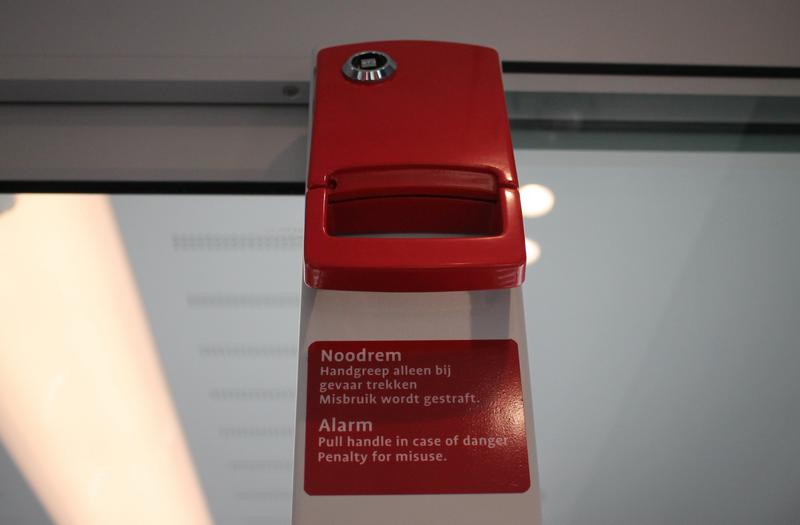 Noodrem
Handgreep alleen bij
gevaar trekken
Misbruik wordt gestraft.
Alarm
Pull handle in case of danger
Penalty for misuse.